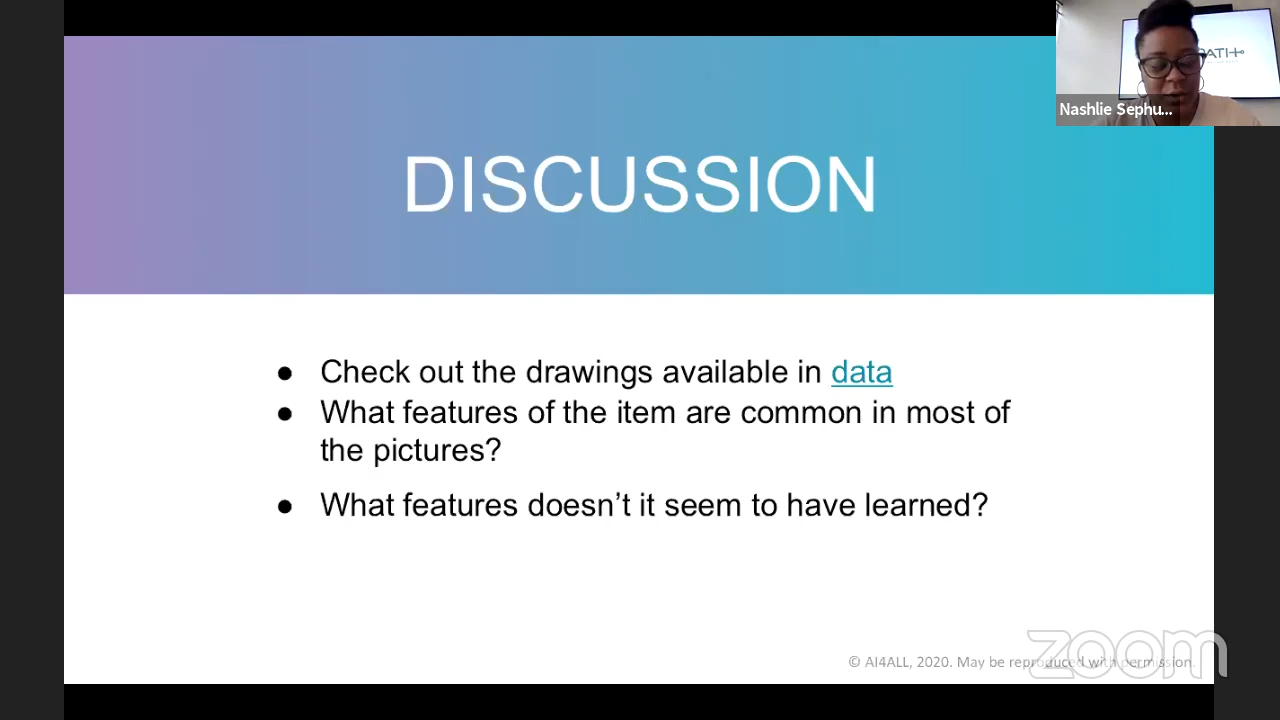 PATH
Nashlie Sephu...
DISCUSSION
● Check out the drawings available in data
● What features of the item are common in most of
the pictures?
● What features doesn’t it seem to have learned?
© AI4ALL, 2020. May be reproduced with permission.
zoom